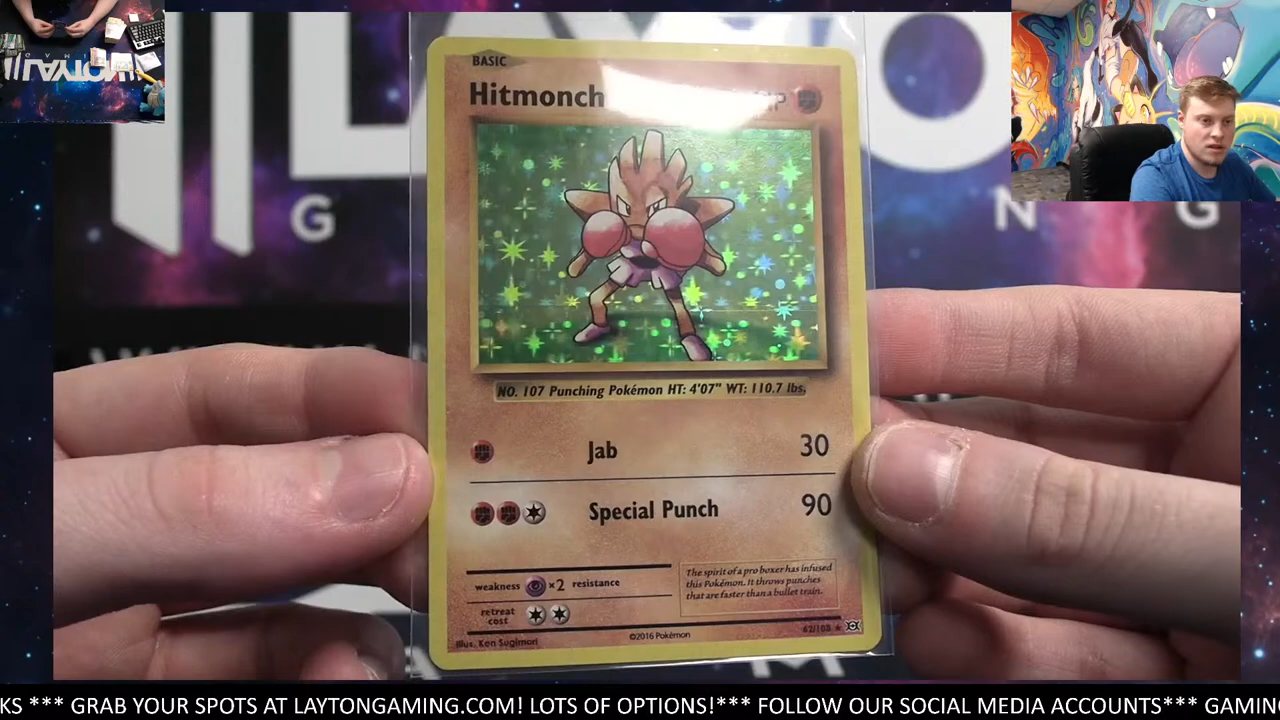 BASIC
Hitmonch
G
N G
NO. 107 Punching Pokémon HT: 4'07" WT: 110.7 lbs.
Jab 30
Special Punch 90
weakness ×2 resistance
retreat
cost
The spirit of a pro boxer has infused
this Pokémon. It throws punches
that are faster than a bullet train.
Illus. Ken Sugimori
©2016 Pokémon
62/108
KS *** GRAB YOUR SPOTS AT LAYTONGAMING.COM! LOTS OF OPTIONS!*** FOLLOW OUR SOCIAL MEDIA ACCOUNTS*** GAMIN